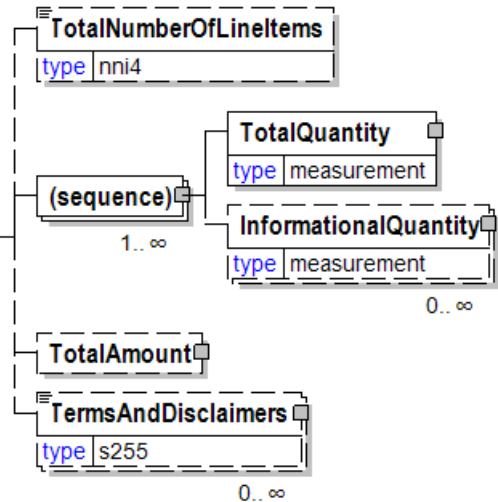 TotalNumberOfLineItems
type nni4
TotalQuantity
type measurement
(sequence)
1.. ∞
InformationalQuantity
type measurement
0.. ∞
TotalAmount
TermsAndDisclaimers
type s255
0.. ∞